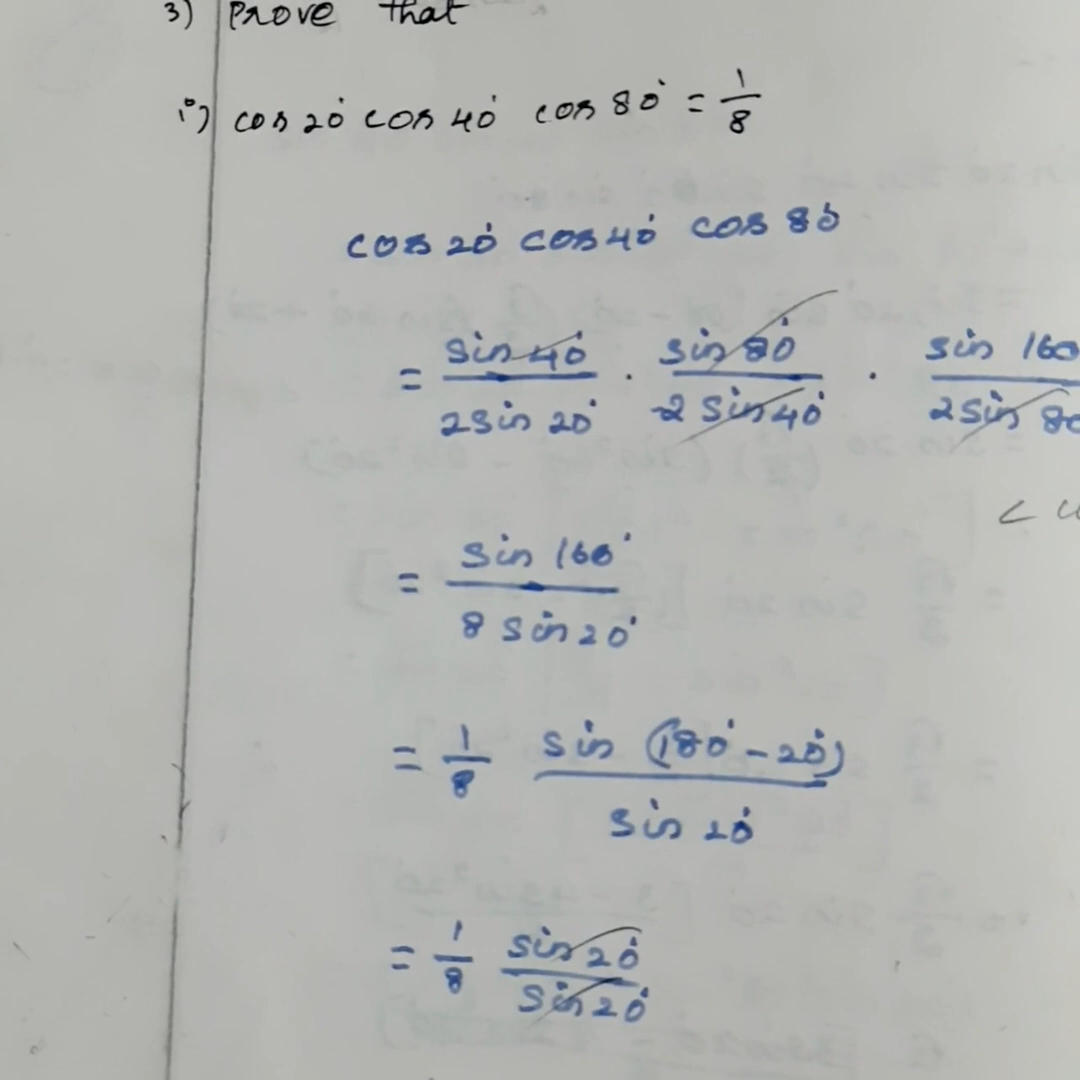 3) Prove that
i) cos 20° cos 40° cos 80° = 1/8
cos 20° cos 40° cos 80°
= sin 40°/2 sin 20° · sin 80°/2 sin 40° · sin 160/2 sin 80
= sin 160°/8 sin 20°
= 1/8 sin (180° - 20°)/sin 20°
= 1/8 sin 20°/sin 20°